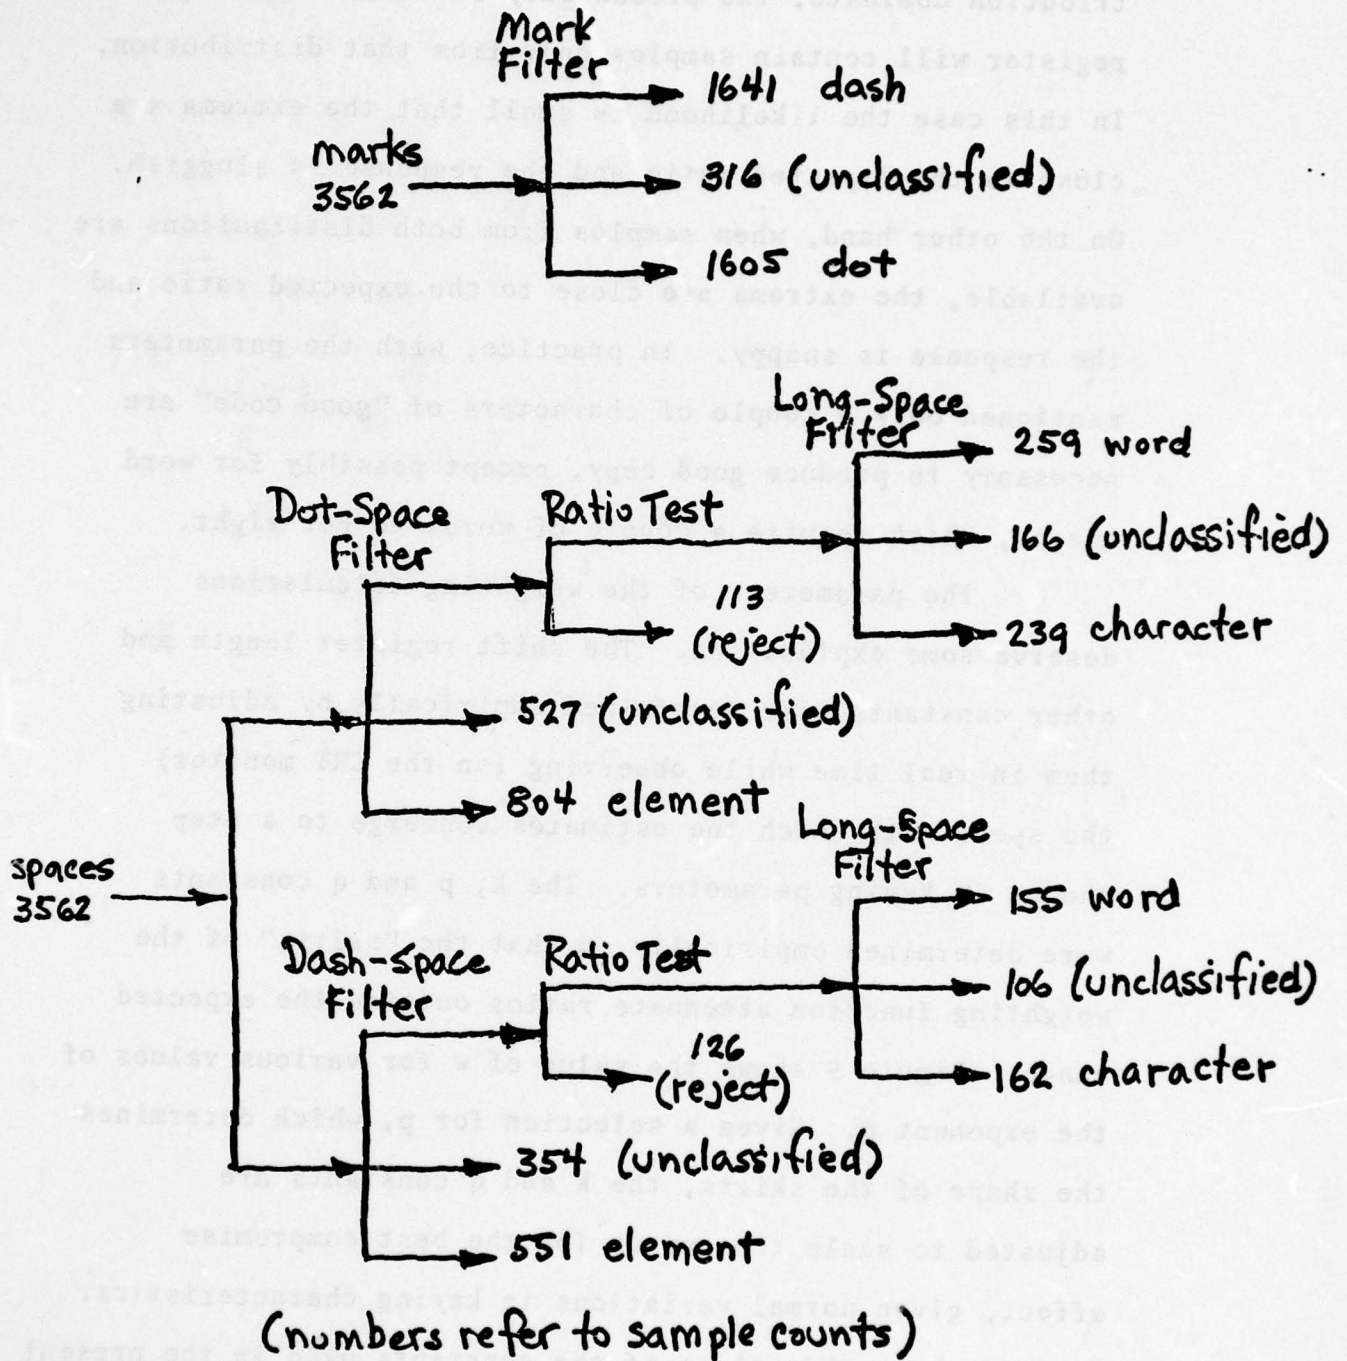 Mark
Filter
1641 dash
marks
3562
316 (unclassified)
1605 dot
Long-Space
Filter
259 word
Dot-Space
Filter
Ratio Test
166 (unclassified)
113
(reject)
239 character
527 (unclassified)
804 element
spaces
3562
Long-Space
Filter
155 word
Dash-Space
Filter
Ratio Test
106 (unclassified)
126
(reject)
162 character
354 (unclassified)
551 element
(numbers refer to sample counts)